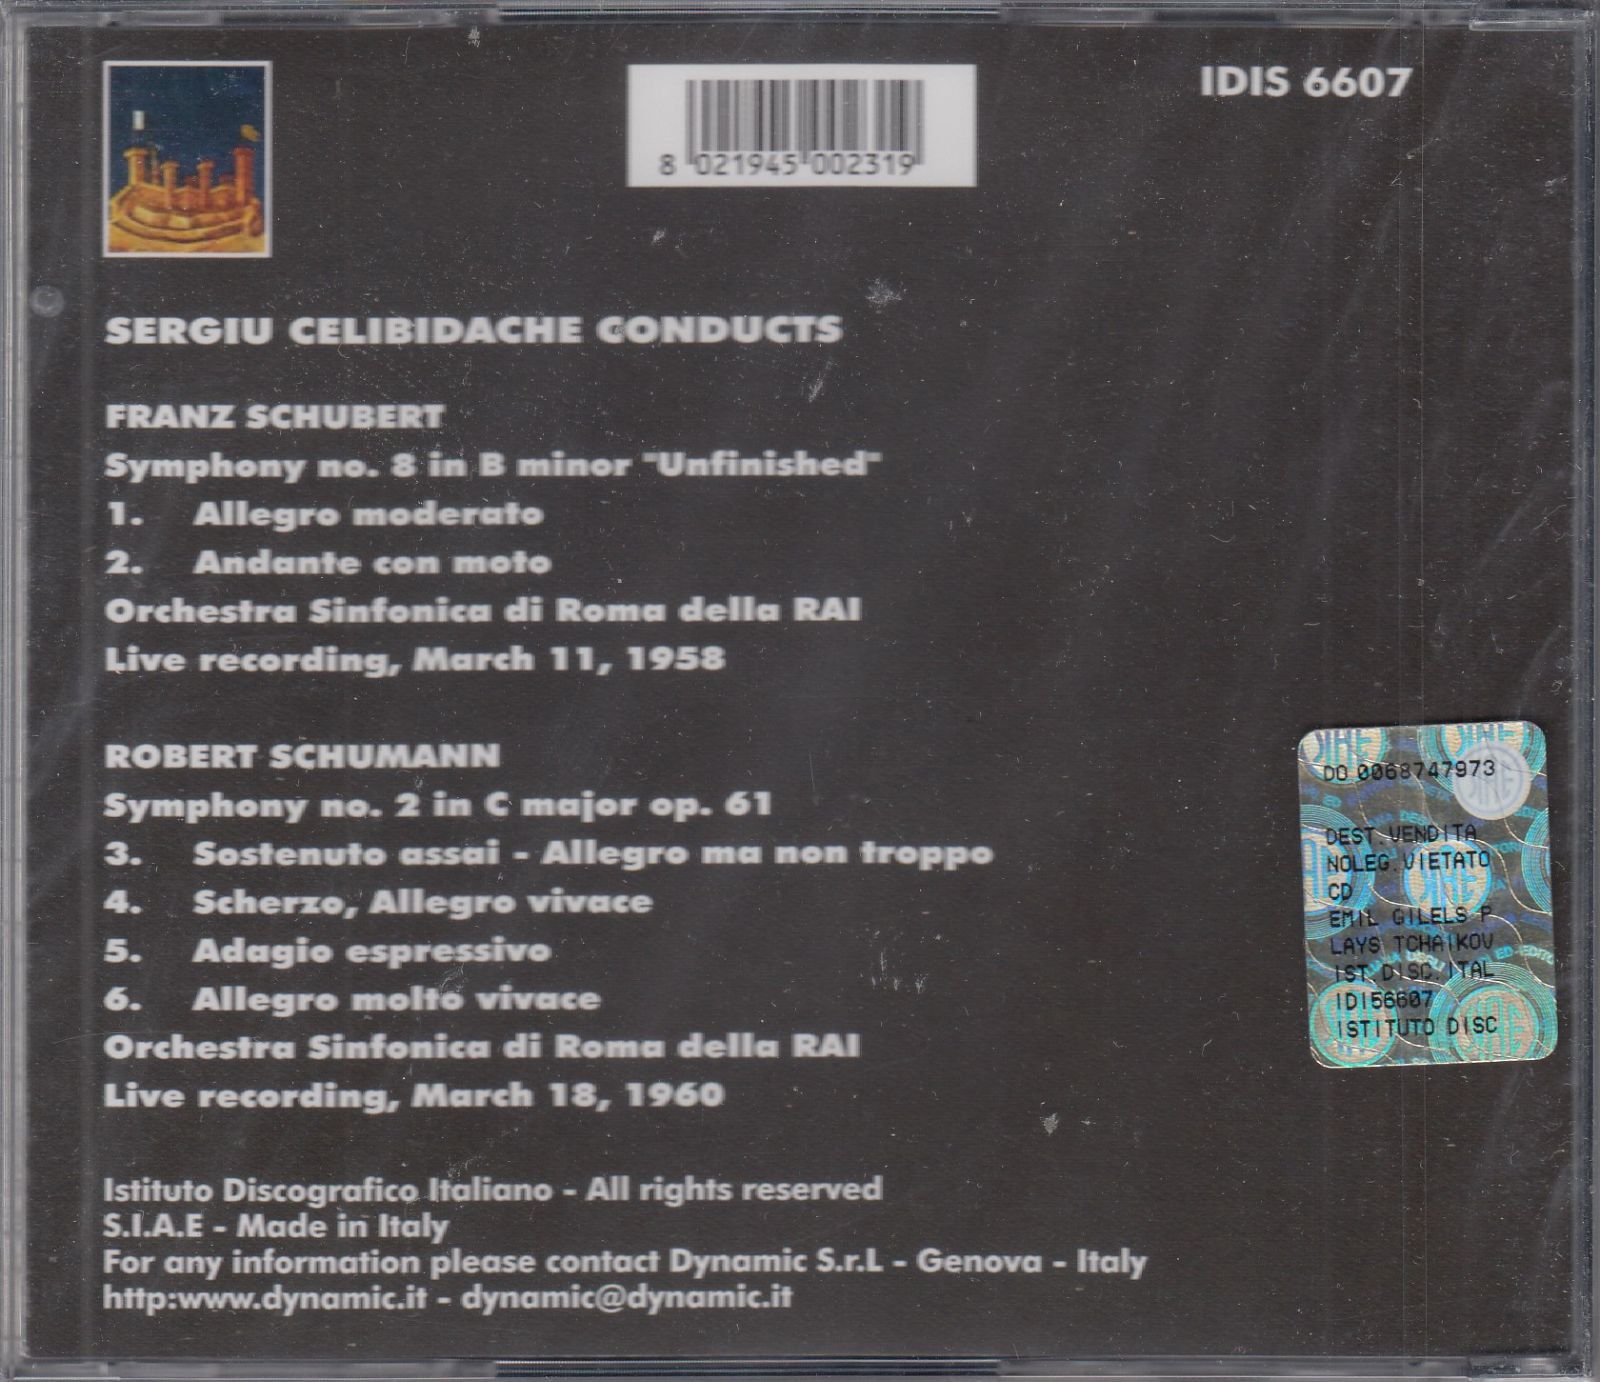 IDIS 6607
8 021945 002319
SERGIU CELIBIDACHE CONDUCTS
FRANZ SCHUBERT
Symphony no. 8 in B minor "Unfinished"
1. Allegro moderato
2. Andante con moto
Orchestra Sinfonica di Roma della RAI
Live recording, March 11, 1958
ROBERT SCHUMANN
Symphony no. 2 in C major op. 61
3. Sostenuto assai - Allegro ma non troppo
4. Scherzo, Allegro vivace
5. Adagio espressivo
6. Allegro molto vivace
Orchestra Sinfonica di Roma della RAI
Live recording, March 18, 1960
DO 0068747973
DEST.VENDITA
NOLEG.VIETATO
CD
EMIL GILELS P
LAYS TCHAIKOV
IST.DISC.ITAL
IDI56607
ISTITUTO DISC
Istituto Discografico Italiano - All rights reserved
S.I.A.E - Made in Italy
For any information please contact Dynamic S.r.L - Genova - Italy
http:www.dynamic.it - dynamic@dynamic.it